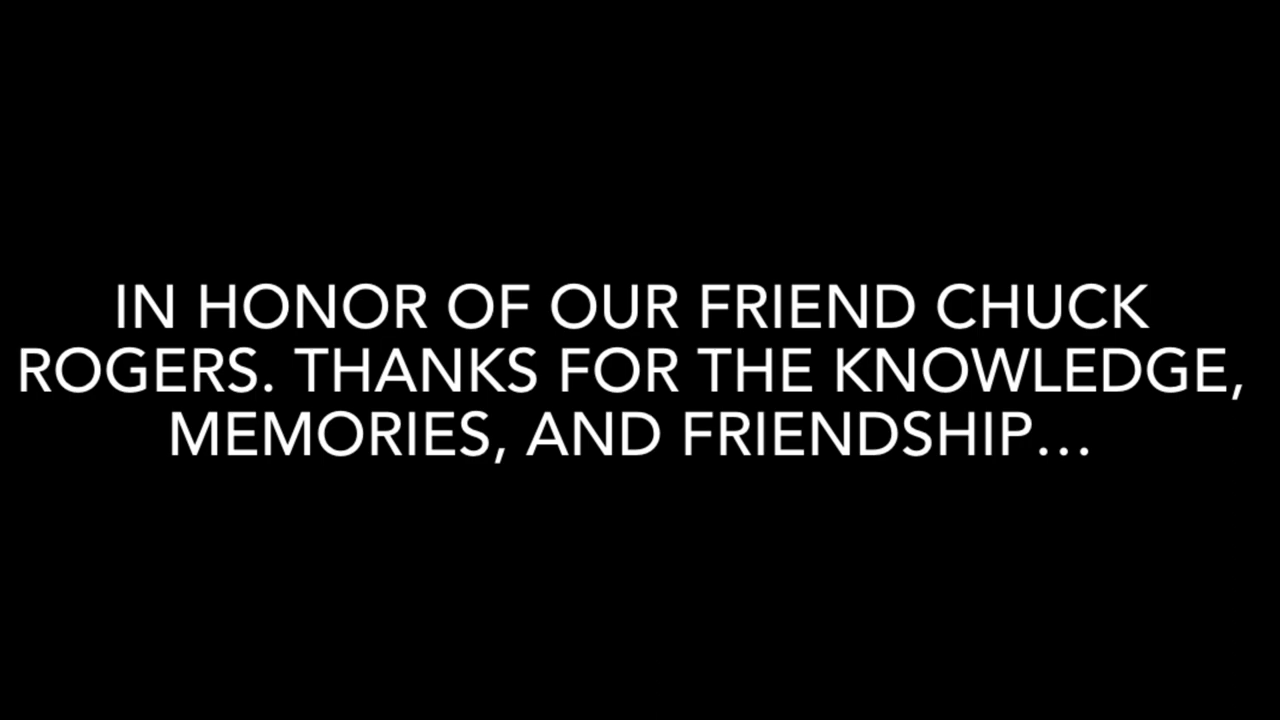 IN HONOR OF OUR FRIEND CHUCK
ROGERS. THANKS FOR THE KNOWLEDGE,
MEMORIES, AND FRIENDSHIP…